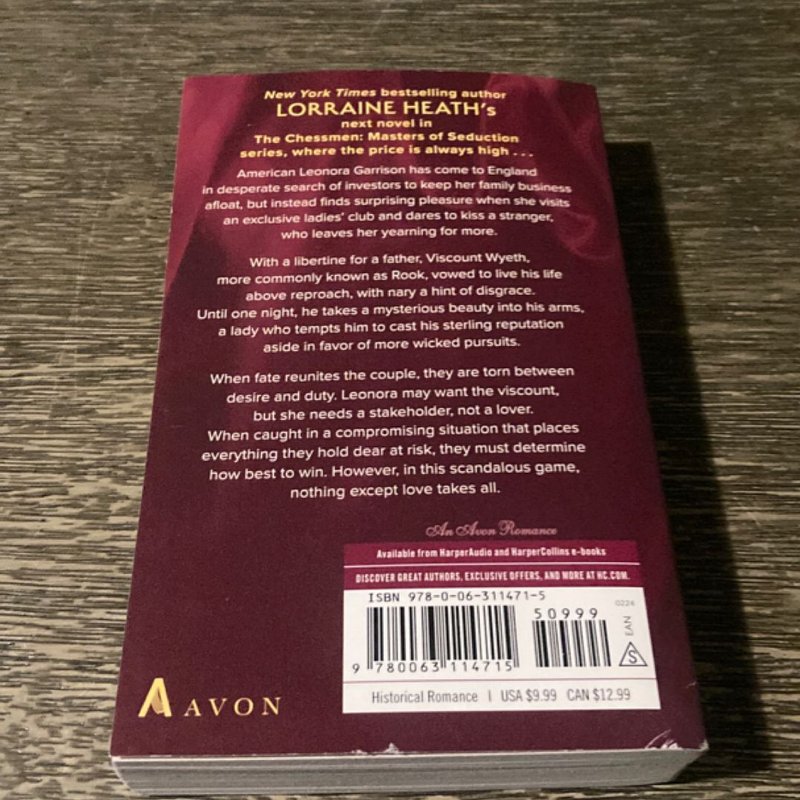 New York Times bestselling author
LORRAINE HEATH's
next novel in
The Chessmen: Masters of Seduction
series, where the price is always high . . .
American Leonora Garrison has come to England
in desperate search of investors to keep her family business
afloat, but instead finds surprising pleasure when she visits
an exclusive ladies' club and dares to kiss a stranger,
who leaves her yearning for more.
With a libertine for a father, Viscount Wyeth,
more commonly known as Rook, vowed to live his life
above reproach, with nary a hint of disgrace.
Until one night, he takes a mysterious beauty into his arms,
a lady who tempts him to cast his sterling reputation
aside in favor of more wicked pursuits.
When fate reunites the couple, they are torn between
desire and duty. Leonora may want the viscount,
but she needs a stakeholder, not a lover.
When caught in a compromising situation that places
everything they hold dear at risk, they must determine
how best to win. However, in this scandalous game,
nothing except love takes all.
An Avon Romance
Available from HarperAudio and HarperCollins e-books
DISCOVER GREAT AUTHORS, EXCLUSIVE OFFERS, AND MORE AT HC.COM.
ISBN 978-0-06-311471-5
50999
0224
EAN
S
9 780063 114715
Historical Romance | USA $9.99 CAN $12.99
A AVON